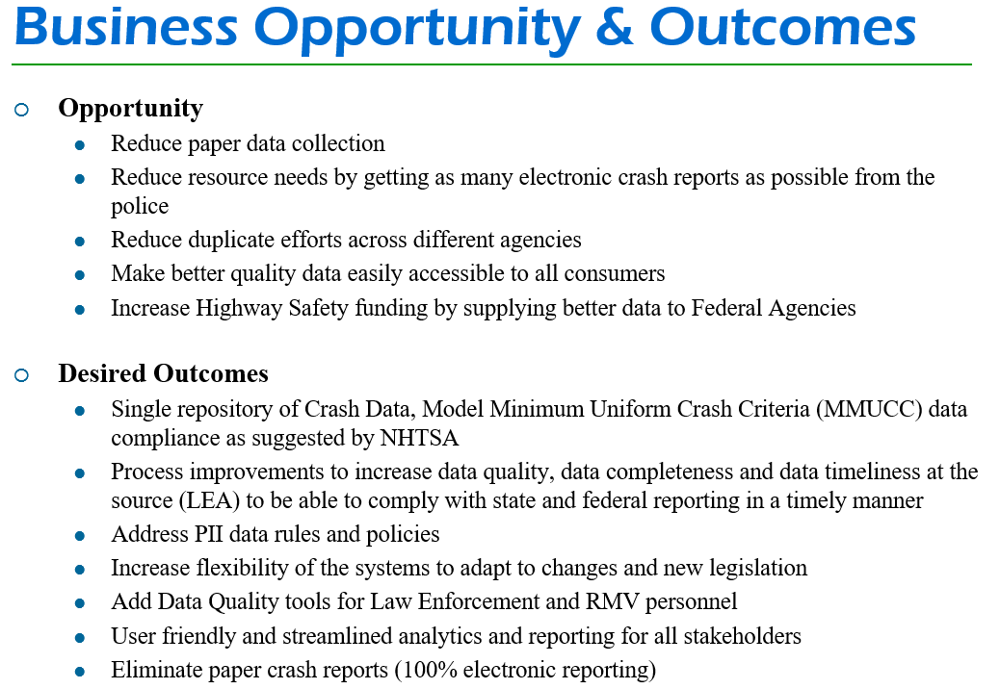 Business Opportunity & Outcomes
Opportunity
Reduce paper data collection
Reduce resource needs by getting as many electronic crash reports as possible from the
police
Reduce duplicate efforts across different agencies
Make better quality data easily accessible to all consumers
Increase Highway Safety funding by supplying better data to Federal Agencies
Desired Outcomes
Single repository of Crash Data, Model Minimum Uniform Crash Criteria (MMUCC) data
compliance as suggested by NHTSA
Process improvements to increase data quality, data completeness and data timeliness at the
source (LEA) to be able to comply with state and federal reporting in a timely manner
Address PII data rules and policies
Increase flexibility of the systems to adapt to changes and new legislation
Add Data Quality tools for Law Enforcement and RMV personnel
User friendly and streamlined analytics and reporting for all stakeholders
Eliminate paper crash reports (100% electronic reporting)